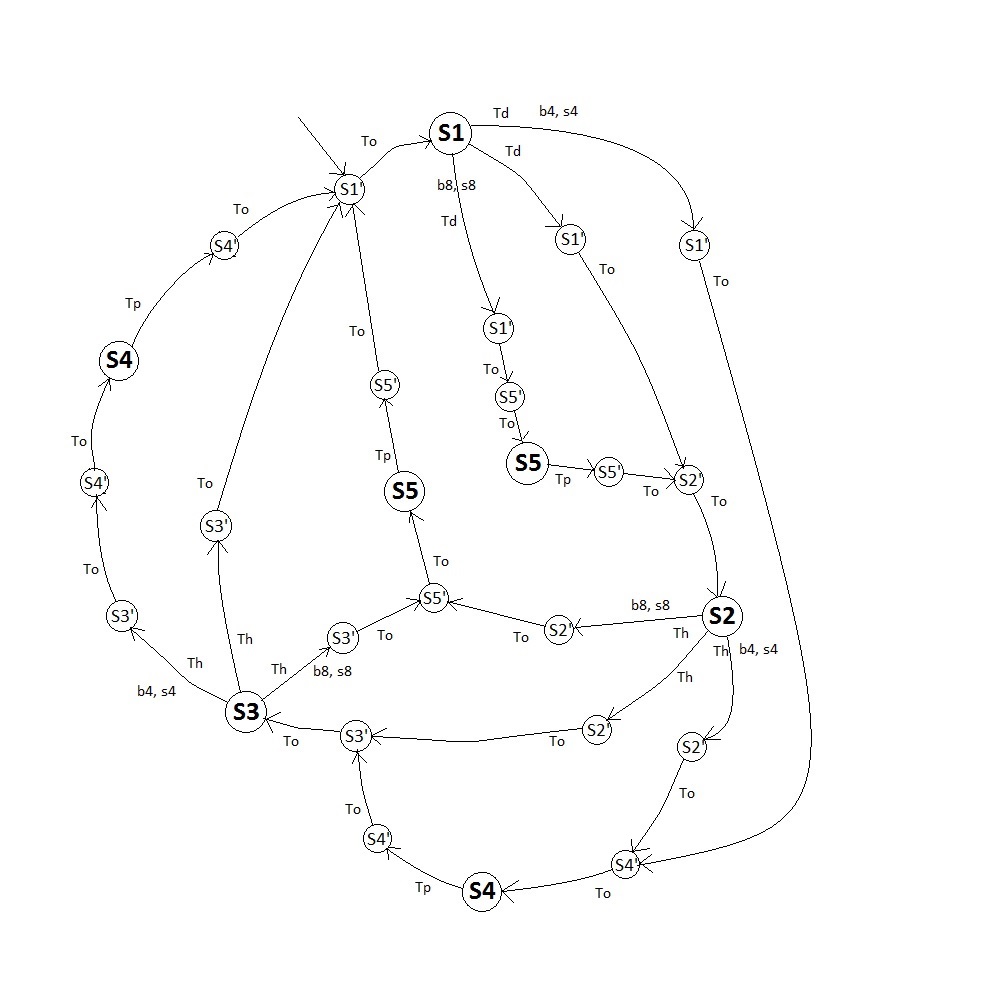 Td
b4, s4
S1
To
Td
b8, s8
S1'
To
Td
S1'
S1'
S4'
To
To
Tp
S1'
To
S4
To
S5'
S5'
To
To
Tp
S5
S5'
S2'
Tp
To
To
S4'
S5
To
S3'
To
To
S5'
b8, s8
S2
S3'
S2'
Th
S3'
To
To
Th
b4, s4
Th
Th
Th
b8, s8
Th
b4, s4
S3
S2'
S3'
To
To
S2'
To
To
S4'
S4'
Tp
S4
To